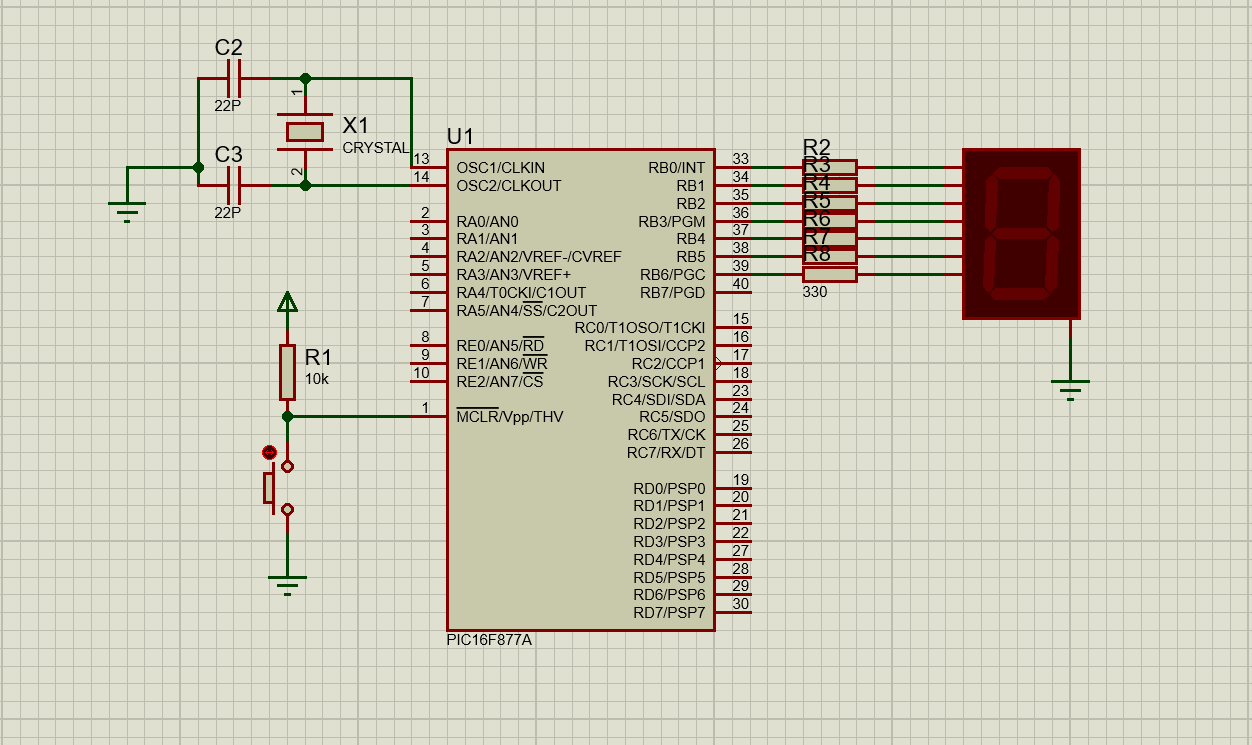 C2
22P
1
X1
CRYSTAL
2
C3
22P
U1
13 OSC1/CLKIN
14 OSC2/CLKOUT
2 RA0/AN0
3 RA1/AN1
4 RA2/AN2/VREF-/CVREF
5 RA3/AN3/VREF+
6 RA4/T0CKI/C1OUT
7 RA5/AN4/SS/C2OUT
8 RE0/AN5/RD
9 RE1/AN6/WR
10 RE2/AN7/CS
1 MCLR/Vpp/THV
RB0/INT 33
RB1 34
RB2 35
RB3/PGM 36
RB4 37
RB5 38
RB6/PGC 39
RB7/PGD 40
RC0/T1OSO/T1CKI 15
RC1/T1OSI/CCP2 16
RC2/CCP1 17
RC3/SCK/SCL 18
RC4/SDI/SDA 23
RC5/SDO 24
RC6/TX/CK 25
RC7/RX/DT 26
RD0/PSP0 19
RD1/PSP1 20
RD2/PSP2 21
RD3/PSP3 22
RD4/PSP4 27
RD5/PSP5 28
RD6/PSP6 29
RD7/PSP7 30
PIC16F877A
R1
10k
R2
R3
R4
R5
R6
R7
R8
330